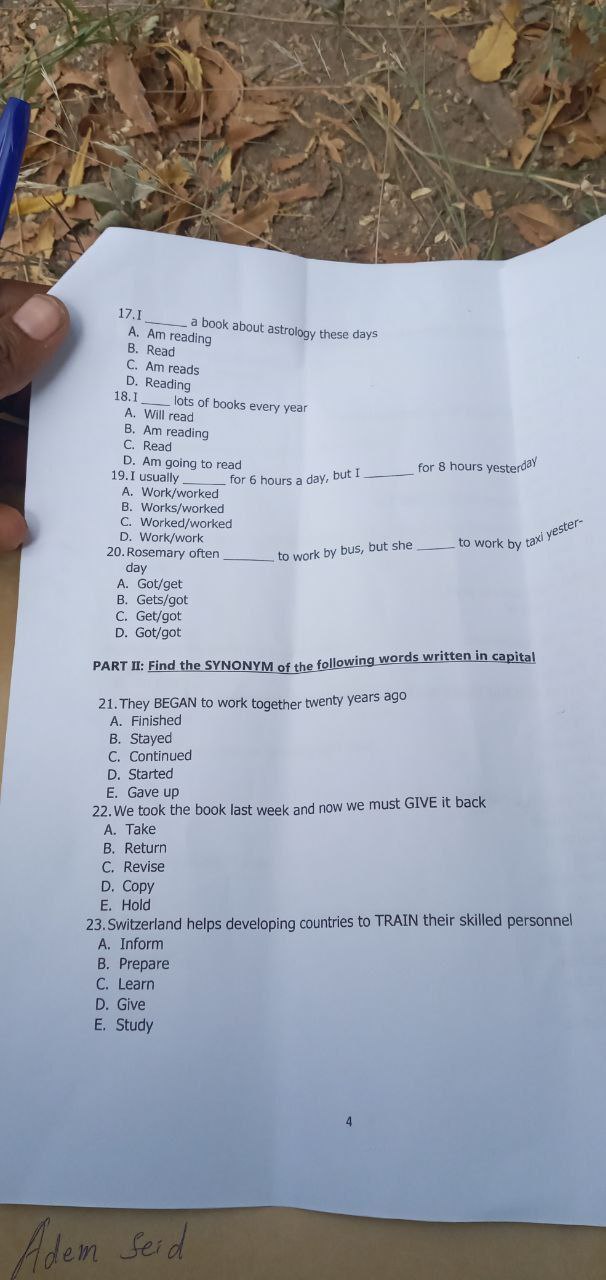 17.I ______ a book about astrology these days
A. Am reading
B. Read
C. Am reads
D. Reading
18.I ____ lots of books every year
A. Will read
B. Am reading
C. Read
D. Am going to read
19.I usually ______ for 6 hours a day, but I _______ for 8 hours yesterday
A. Work/worked
B. Works/worked
C. Worked/worked
D. Work/work
20.Rosemary often _______ to work by bus, but she _____ to work by taxi yester-
day
A. Got/get
B. Gets/got
C. Get/got
D. Got/got
PART II: Find the SYNONYM of the following words written in capital
21.They BEGAN to work together twenty years ago
A. Finished
B. Stayed
C. Continued
D. Started
E. Gave up
22.We took the book last week and now we must GIVE it back
A. Take
B. Return
C. Revise
D. Copy
E. Hold
23.Switzerland helps developing countries to TRAIN their skilled personnel
A. Inform
B. Prepare
C. Learn
D. Give
E. Study
4
Adem Seid